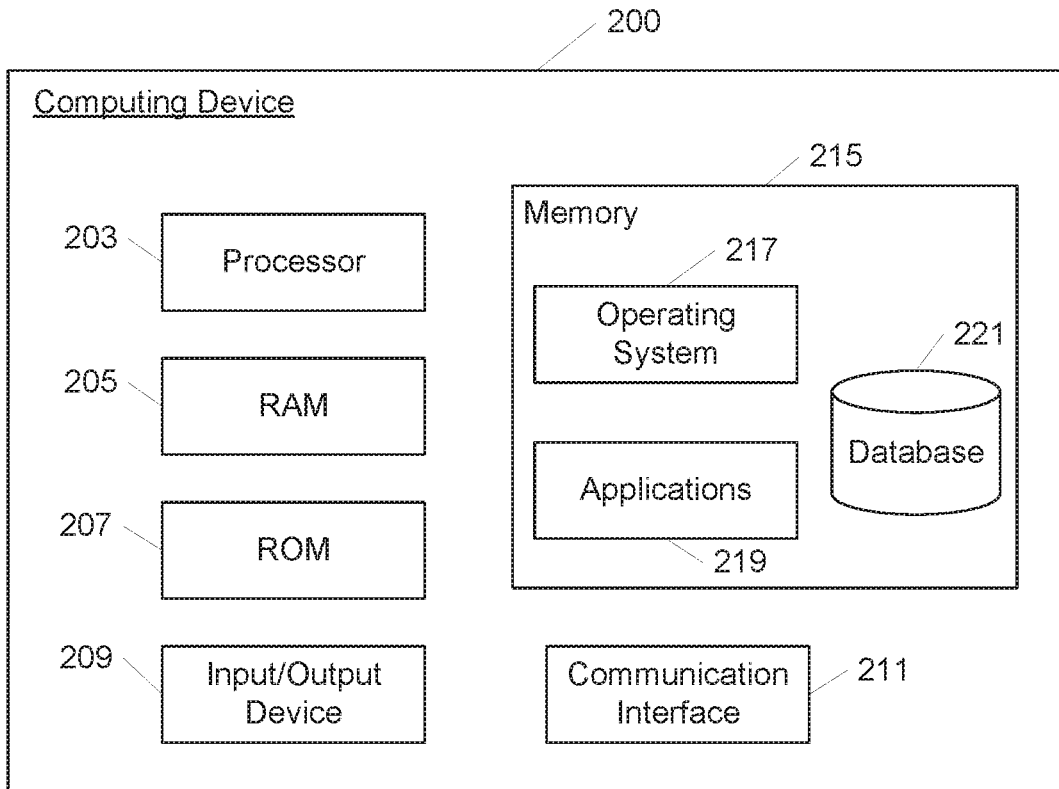 200
Computing Device
215
Memory
203
Processor
217
Operating
System
221
Database
205
RAM
Applications
219
207
ROM
209
Input/Output
Device
Communication
Interface
211